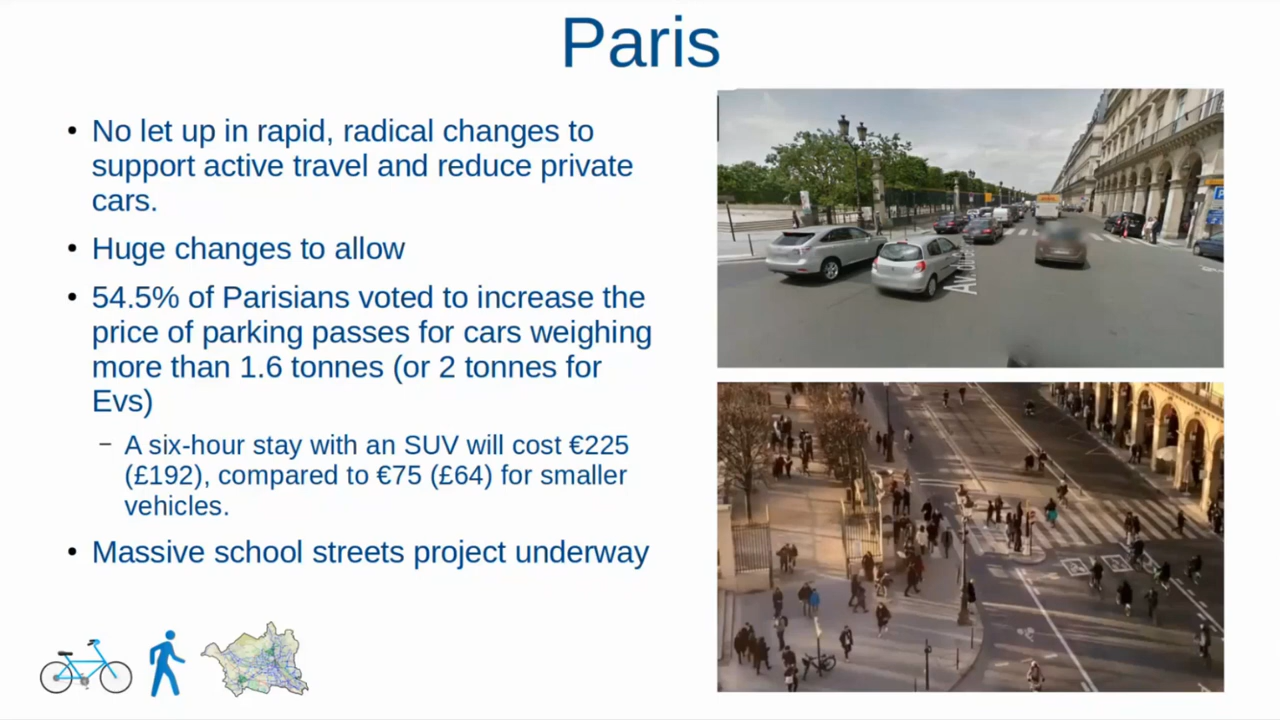 Paris
No let up in rapid, radical changes to
support active travel and reduce private
cars.
Huge changes to allow
54.5% of Parisians voted to increase the
price of parking passes for cars weighing
more than 1.6 tonnes (or 2 tonnes for
Evs)
– A six-hour stay with an SUV will cost €225
(£192), compared to €75 (£64) for smaller
vehicles.
Massive school streets project underway